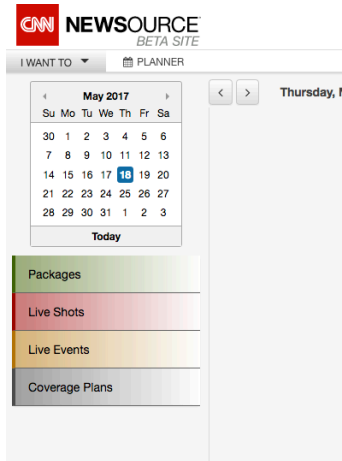 CNN NEWSOURCE
BETA SITE
I WANT TO PLANNER
May 2017
Su Mo Tu We Th Fr Sa
30 1 2 3 4 5 6
7 8 9 10 11 12 13
14 15 16 17 18 19 20
21 22 23 24 25 26 27
28 29 30 31 1 2 3
Today
Thursday,
Packages
Live Shots
Live Events
Coverage Plans